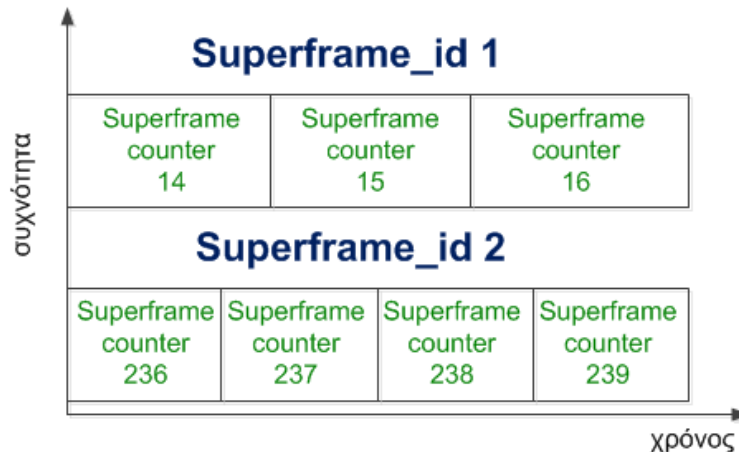 Superframe_id 1
Superframe
counter
14
Superframe
counter
15
Superframe
counter
16
συχνότητα
Superframe_id 2
Superframe
counter
236
Superframe
counter
237
Superframe
counter
238
Superframe
counter
239
χρόνος